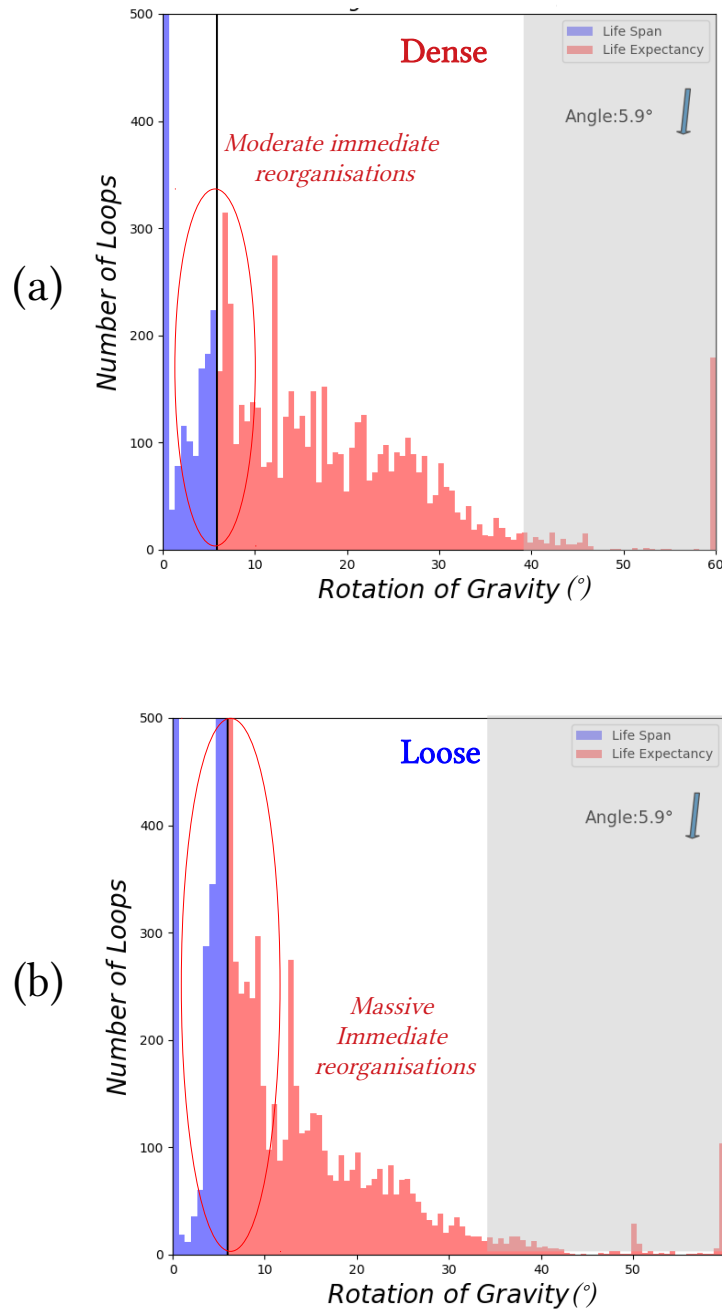 500
Life Span
Dense
Life Expectancy
400
Angle:5.9°
Moderate immediate
reorganisations
300
(a)
Number of Loops
200
100
0
0 10 20 30 40 50 60
Rotation of Gravity (°)
500
Life Span
Loose
Life Expectancy
Angle:5.9°
400
300
(b)
Number of Loops
Massive
Immediate
reorganisations
200
100
0
0 10 20 30 40 50
Rotation of Gravity (°)